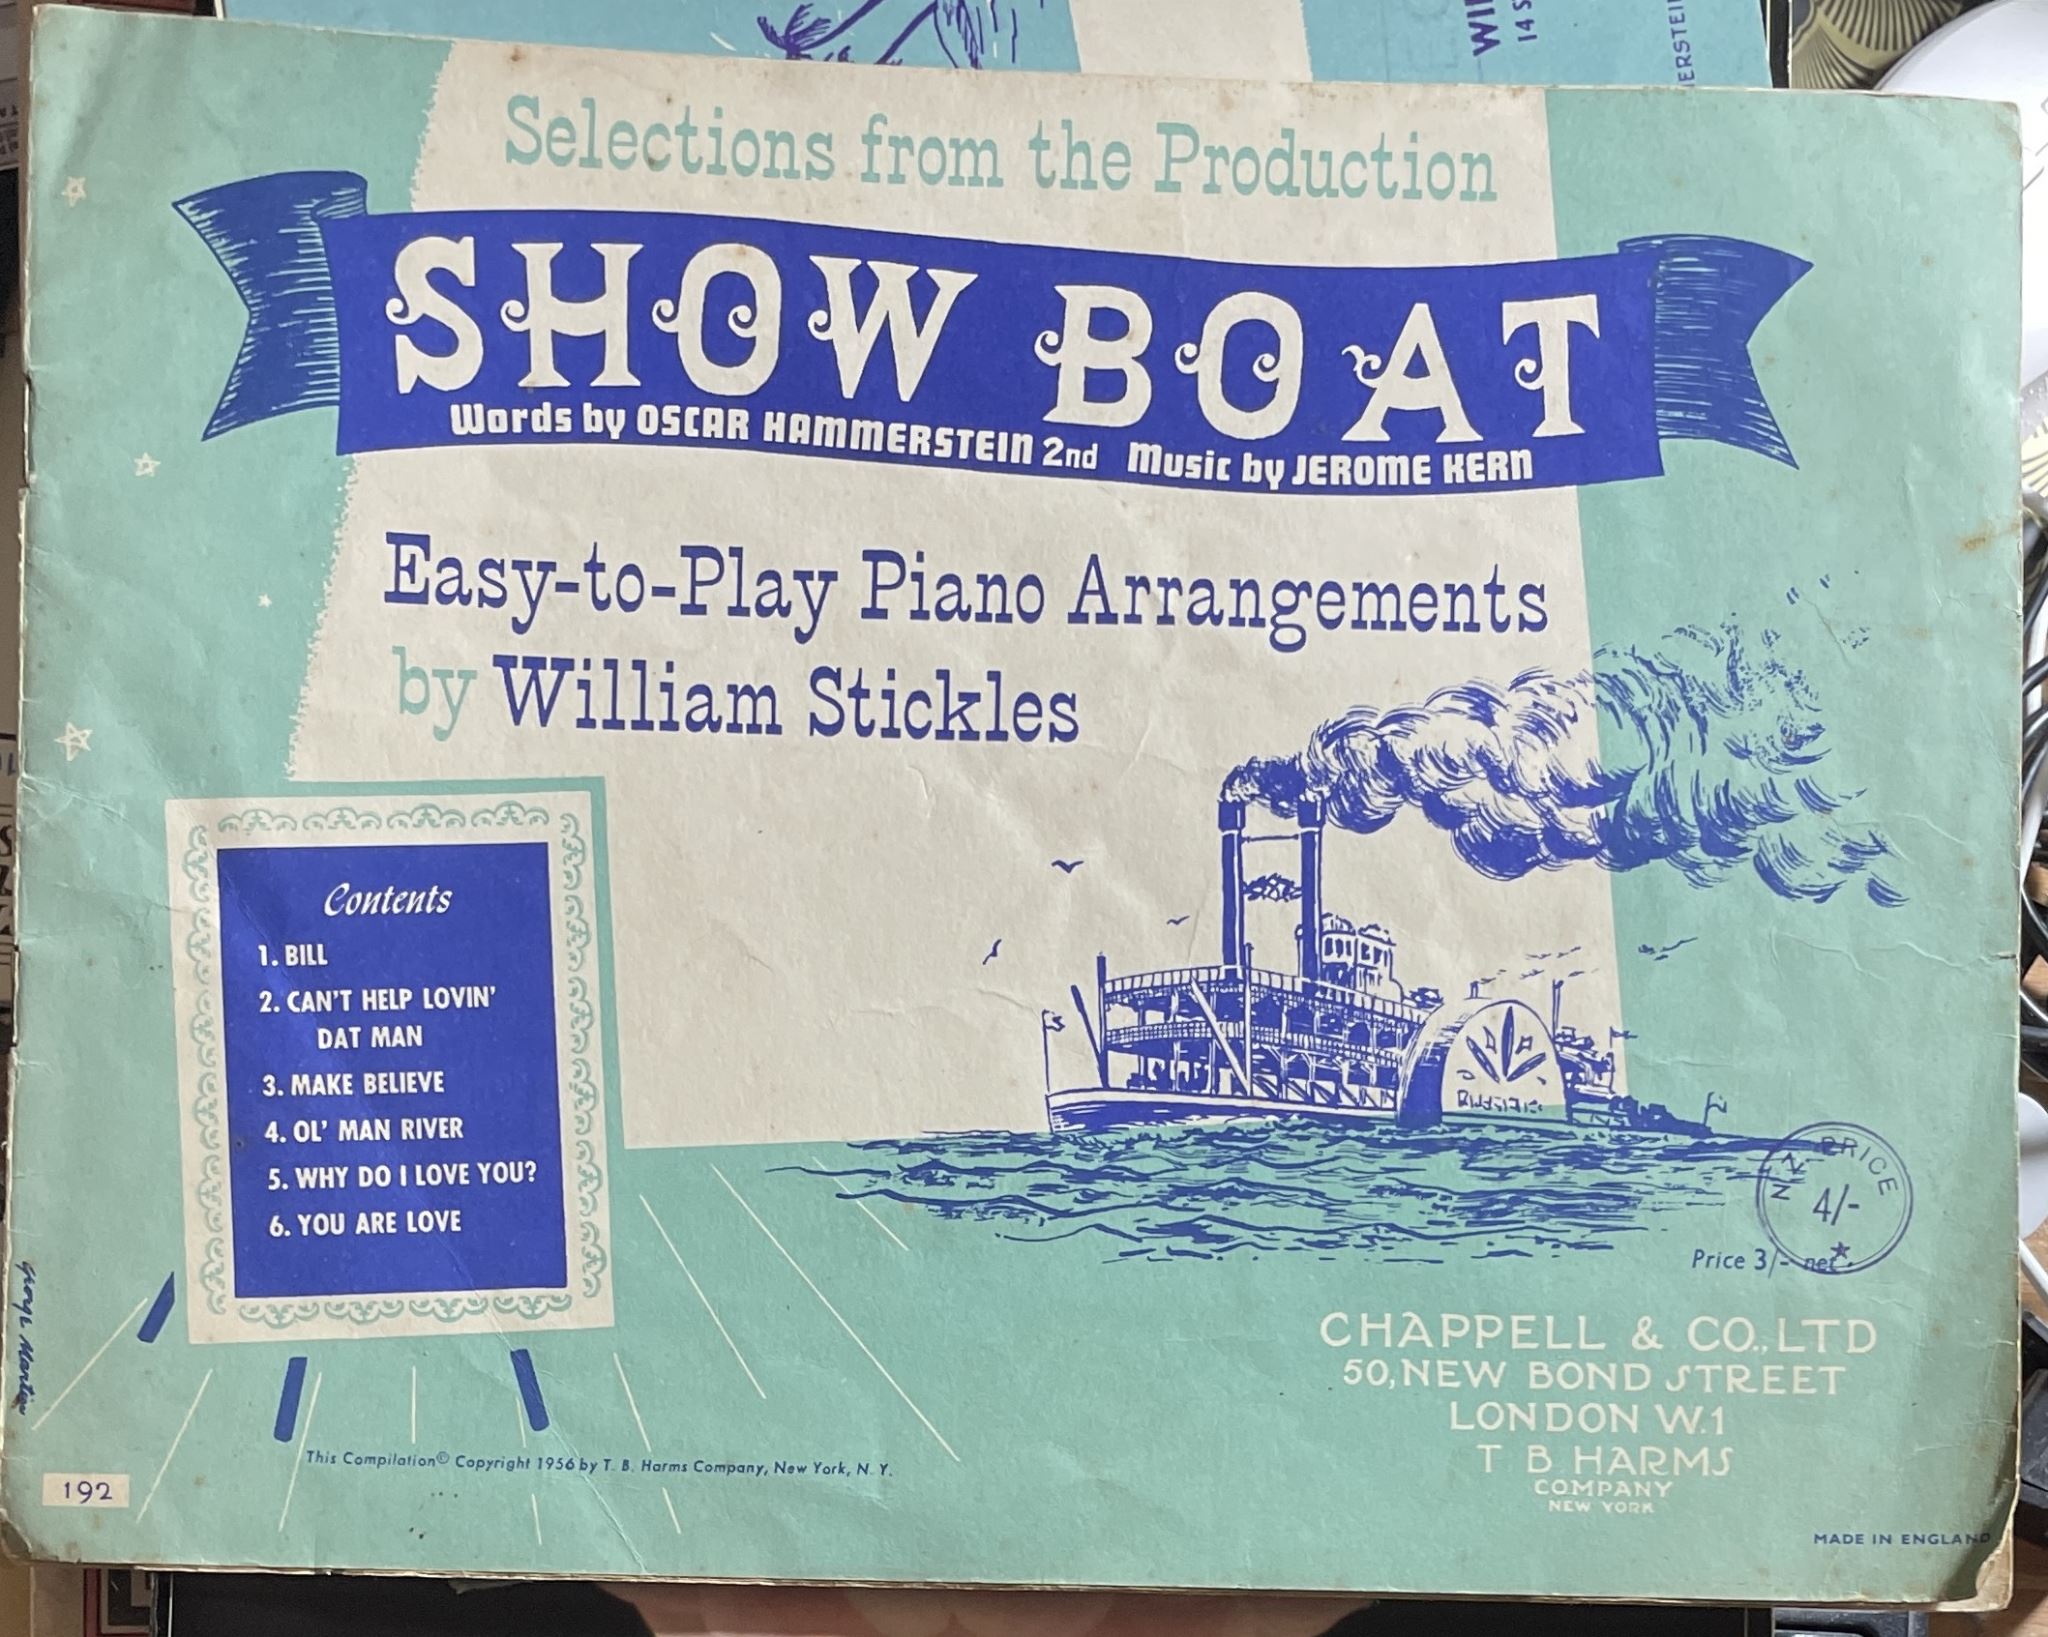 WI
14 S
ERSTEIN
Selections from the Production
SHOW BOAT
Words by OSCAR HAMMERSTEIN 2nd Music by JEROME KERN
Easy-to-Play Piano Arrangements
by William Stickles
Contents
1. BILL
2. CAN'T HELP LOVIN'
DAT MAN
3. MAKE BELIEVE
4. OL' MAN RIVER
5. WHY DO I LOVE YOU?
6. YOU ARE LOVE
N.Z. PRICE
4/-
Price 3/- net
CHAPPELL & CO., LTD
50, NEW BOND STREET
LONDON W.1
T B HARMS
COMPANY
NEW YORK
This Compilation © Copyright 1956 by T. B. Harms Company, New York, N. Y.
192
MADE IN ENGLAND